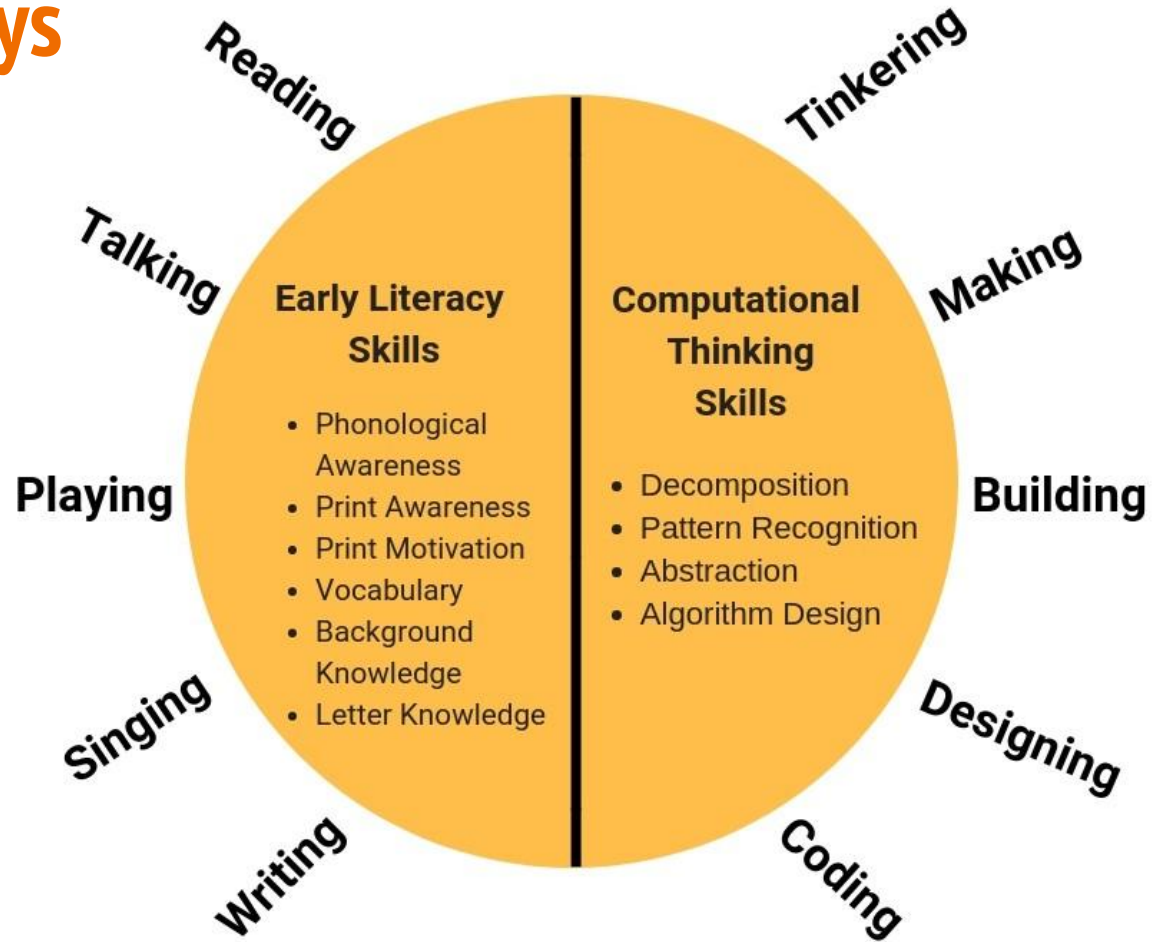 ys
Reading
Talking
Playing
Singing
Writing
Early Literacy
Skills
• Phonological
Awareness
• Print Awareness
• Print Motivation
• Vocabulary
• Background
Knowledge
• Letter Knowledge
Computational
Thinking
Skills
• Decomposition
• Pattern Recognition
• Abstraction
• Algorithm Design
Tinkering
Making
Building
Designing
Coding